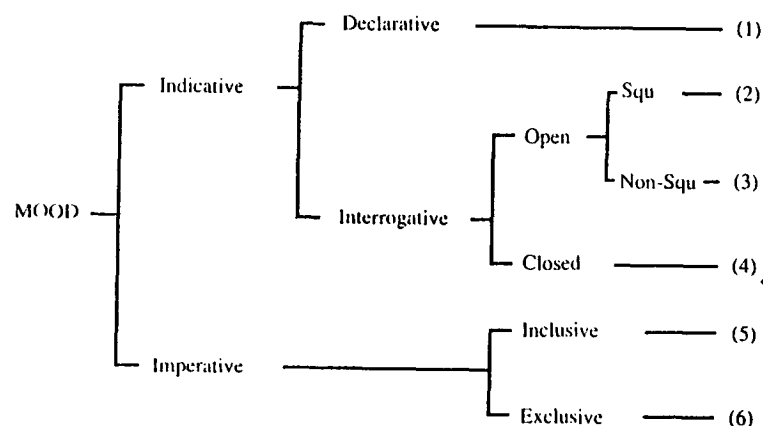 Declarative (1)
Indicative
Squ (2)
Open
Non-Squ (3)
MOOD
Interrogative
Closed (4)
Inclusive (5)
Imperative
Exclusive (6)